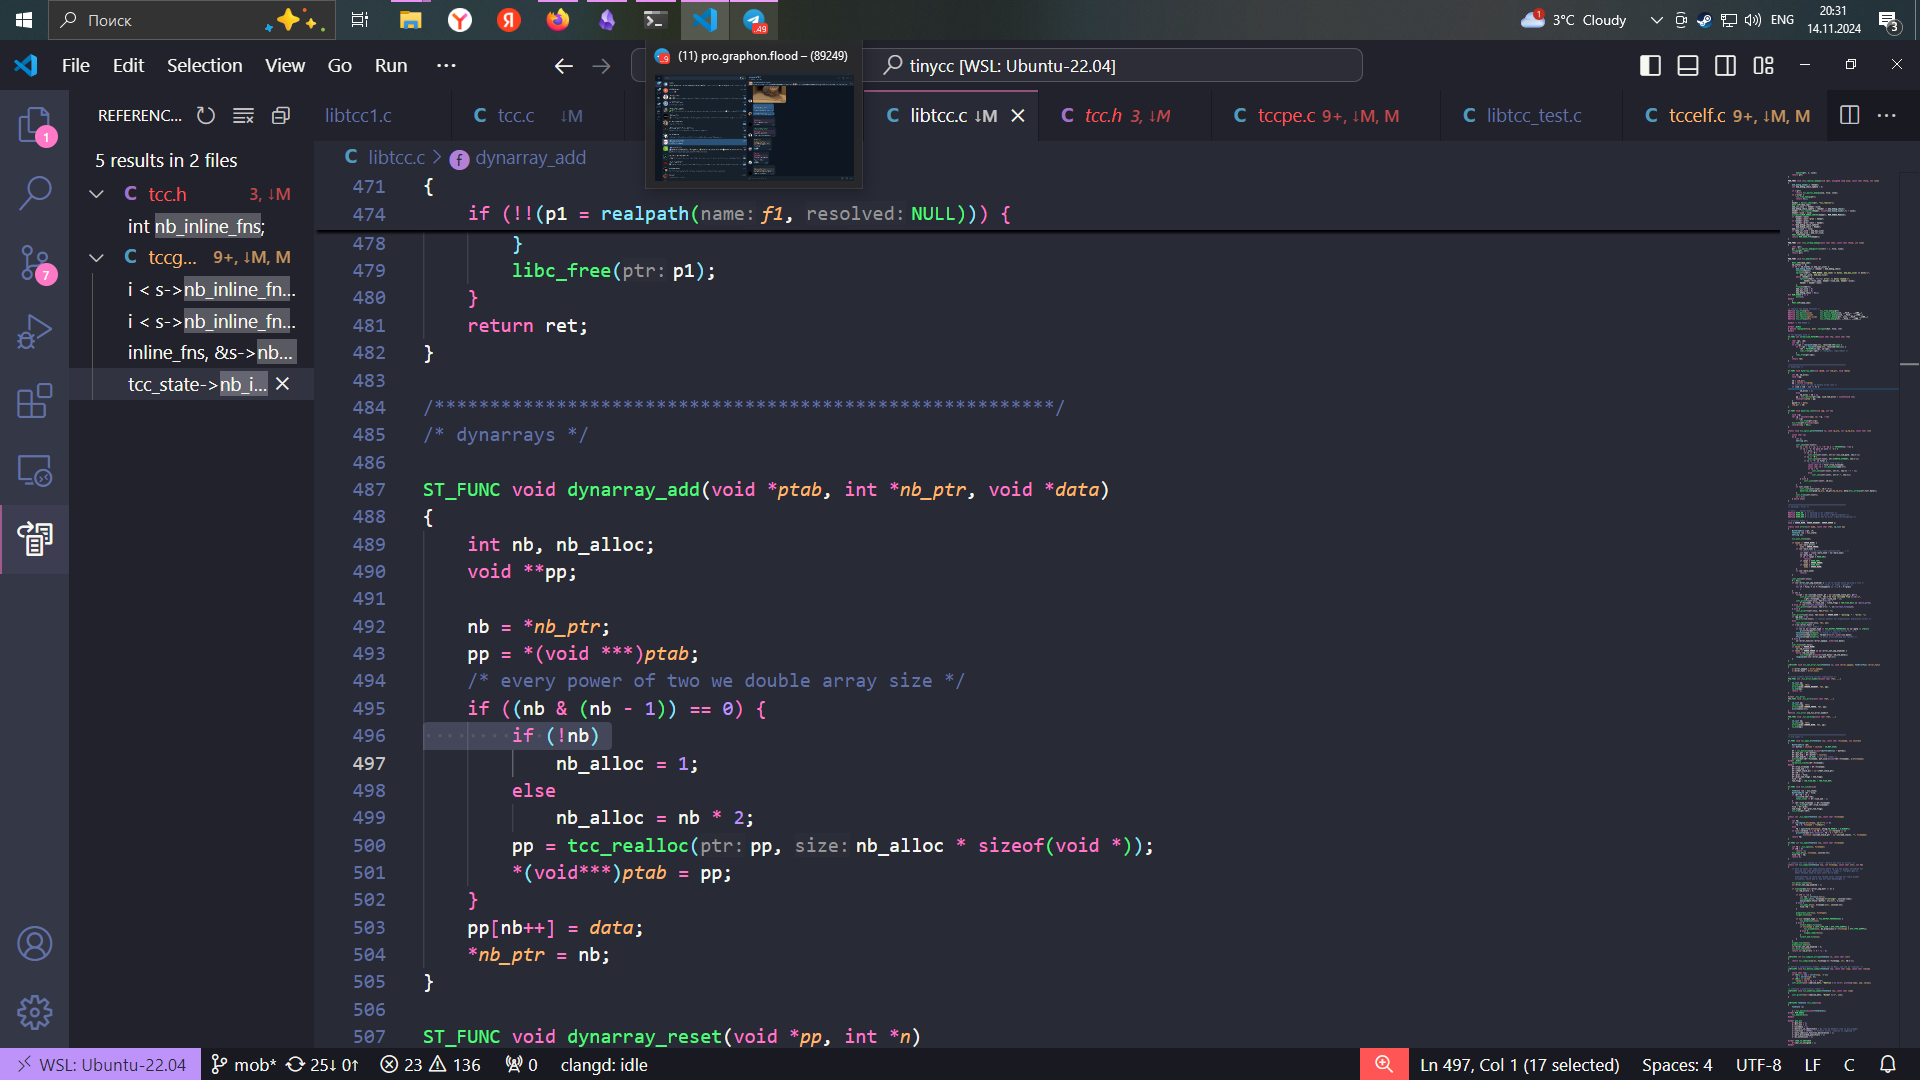 Поиск
3°C Cloudy
ENG
20:31
14.11.2024
3
File Edit Selection View Go Run ···
(11) pro.graphon.flood – (89249)
tinycc [WSL: Ubuntu-22.04]
REFERENC...
libtcc1.c
C tcc.c ↓M
C libtcc.c ↓M
C tcc.h 3, ↓M
C tccpe.c 9+, ↓M, M
C libtcc_test.c
C tccelf.c 9+, ↓M, M
5 results in 2 files
C tcc.h 3, ↓M
int nb_inline_fns;
C tccg... 9+, ↓M, M
i < s->nb_inline_fn...
i < s->nb_inline_fn...
inline_fns, &s->nb...
tcc_state->nb_i...
1
7
C libtcc.c > f dynarray_add
471 {
474     if (!!(p1 = realpath(name: f1, resolved: NULL))) {
478         }
479         libc_free(ptr: p1);
480     }
481     return ret;
482 }
483
484 /********************************************************/
485 /* dynarrays */
486
487 ST_FUNC void dynarray_add(void *ptab, int *nb_ptr, void *data)
488 {
489     int nb, nb_alloc;
490     void **pp;
491
492     nb = *nb_ptr;
493     pp = *(void ***)ptab;
494     /* every power of two we double array size */
495     if ((nb & (nb - 1)) == 0) {
496         if (!nb)
497             nb_alloc = 1;
498         else
499             nb_alloc = nb * 2;
500         pp = tcc_realloc(ptr: pp, size: nb_alloc * sizeof(void *));
501         *(void***)ptab = pp;
502     }
503     pp[nb++] = data;
504     *nb_ptr = nb;
505 }
506
507 ST_FUNC void dynarray_reset(void *pp, int *n)
WSL: Ubuntu-22.04 mob* 25↓ 0↑ 23 136 0 clangd: idle
Ln 497, Col 1 (17 selected) Spaces: 4 UTF-8 LF C